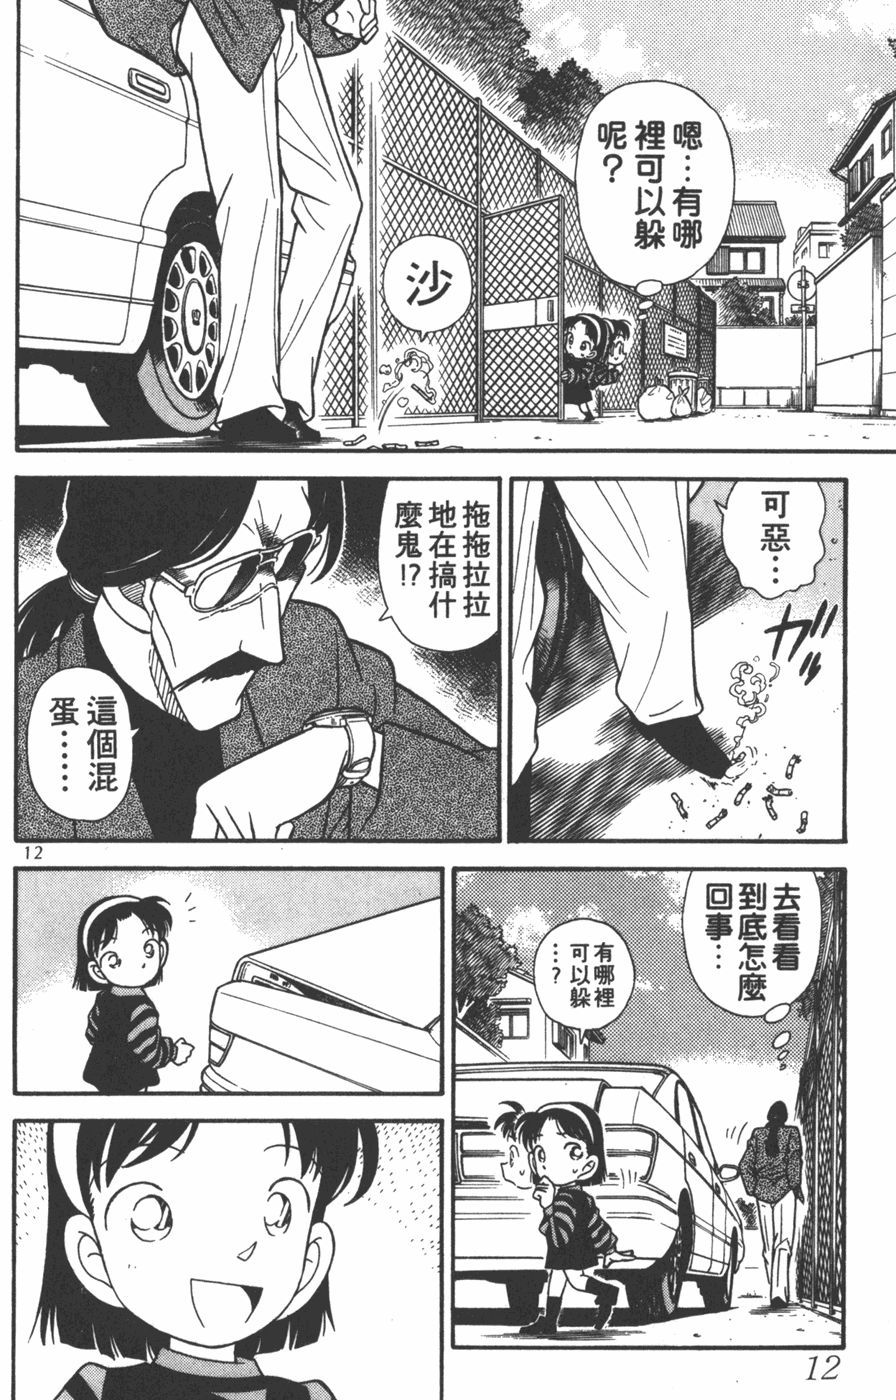 嗯…有哪
裡可以躲
呢？
沙
可惡…
ガッ
拖拖拉拉
地在搞什
麼鬼!?
這個混
蛋……
12
去看看
到底怎麼
回事…
有哪裡
可以躲
…？
12